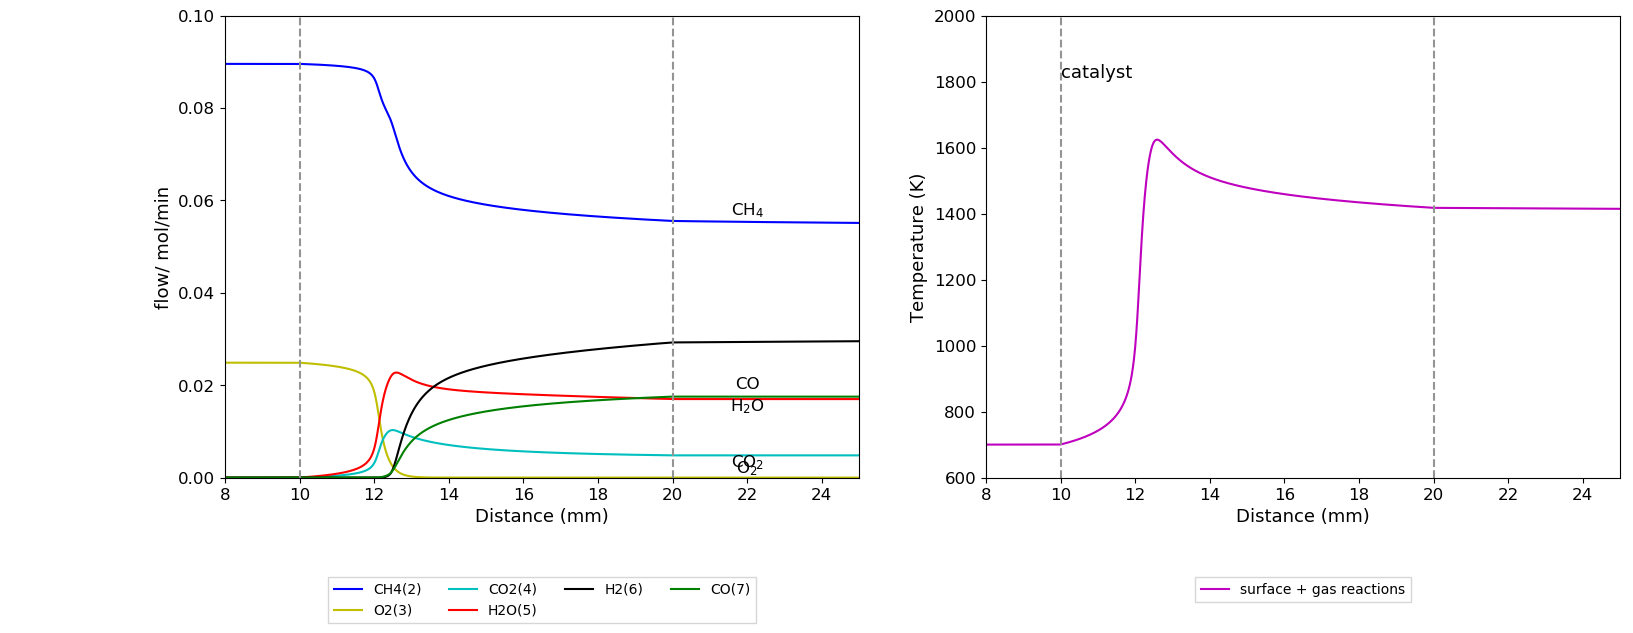 0.10
0.08
0.06
0.04
0.02
0.00
flow/ mol/min
CH₄
CO
H₂O
CO₂
O₂
8 10 12 14 16 18 20 22 24
Distance (mm)
CH4(2) CO2(4) H2(6) CO(7)
O2(3) H2O(5)
2000
1800
1600
1400
1200
1000
800
600
Temperature (K)
catalyst
8 10 12 14 16 18 20 22 24
Distance (mm)
surface + gas reactions